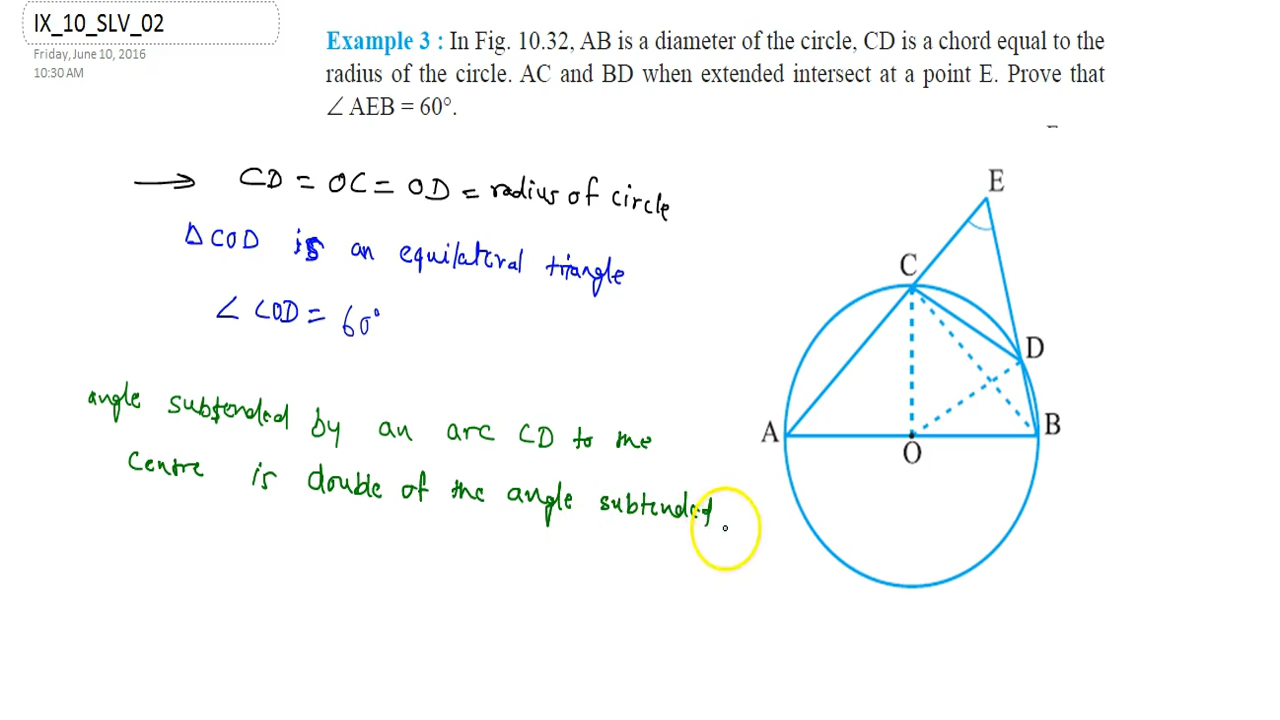 IX_10_SLV_02
Friday, June 10, 2016
10:30 AM
Example 3 : In Fig. 10.32, AB is a diameter of the circle, CD is a chord equal to the
radius of the circle. AC and BD when extended intersect at a point E. Prove that
∠ AEB = 60°.
→ CD = OC = OD = radius of circle
Δ COD is an equilateral triangle
∠ COD = 60°
angle subtended by an arc CD to the
centre is double of the angle subtended
E
C
D
A
B
O